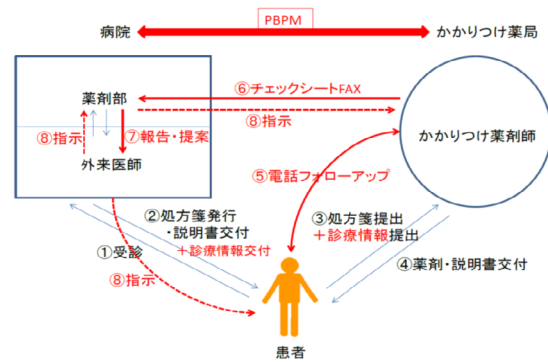 PBPM
病院
かかりつけ薬局
⑥チェックシートFAX
薬剤部
⑧指示
⑧指示
⑦報告・提案
かかりつけ薬剤師
外来医師
⑤電話フォローアップ
②処方箋発行
・説明書交付
＋診療情報交付
③処方箋提出
＋診療情報提出
①受診
④薬剤・説明書交付
⑧指示
患者